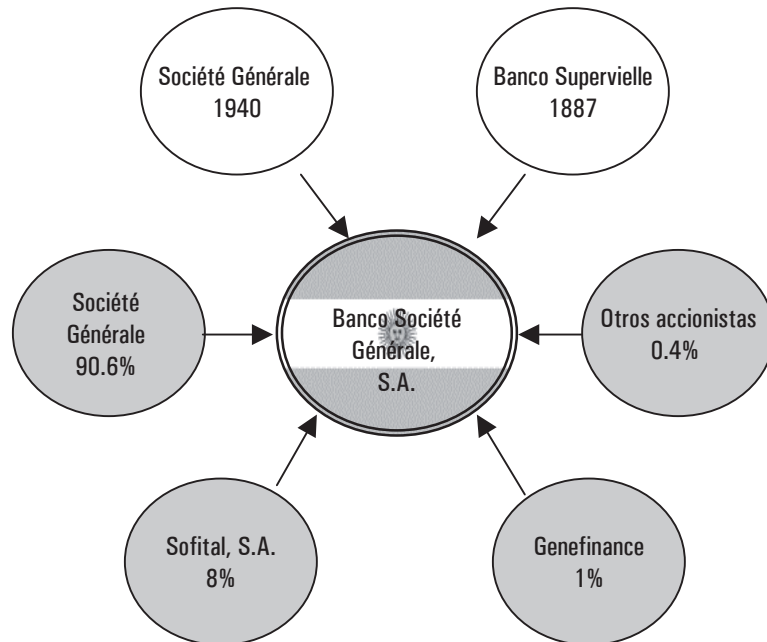 Société Générale
1940
Banco Supervielle
1887
Société
Générale
90.6%
Banco Société
Générale,
S.A.
Otros accionistas
0.4%
Sofital, S.A.
8%
Genefinance
1%